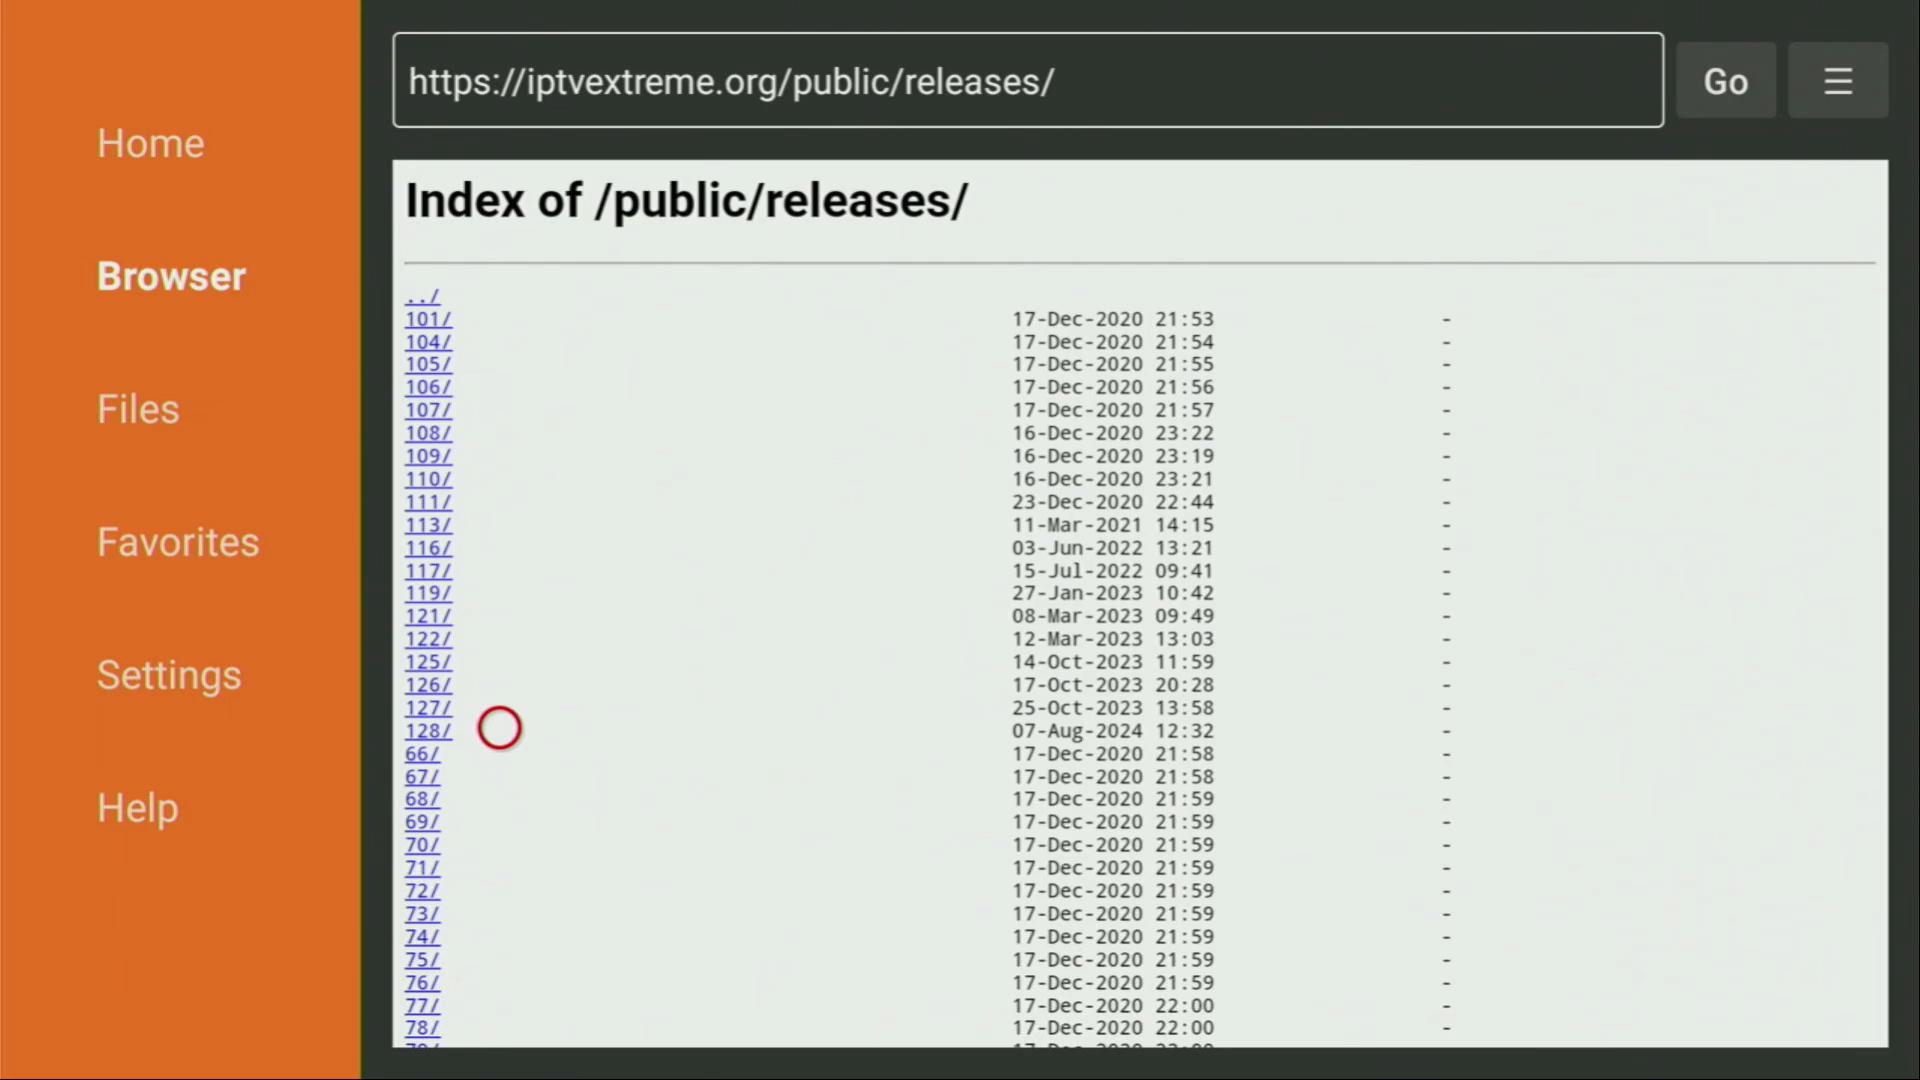 Home
Browser
Files
Favorites
Settings
Help
https://iptvextreme.org/public/releases/
Go
☰
Index of /public/releases/
../
101/ 17-Dec-2020 21:53 -
104/ 17-Dec-2020 21:54 -
105/ 17-Dec-2020 21:55 -
106/ 17-Dec-2020 21:56 -
107/ 17-Dec-2020 21:57 -
108/ 16-Dec-2020 23:22 -
109/ 16-Dec-2020 23:19 -
110/ 16-Dec-2020 23:21 -
111/ 23-Dec-2020 22:44 -
113/ 11-Mar-2021 14:15 -
116/ 03-Jun-2022 13:21 -
117/ 15-Jul-2022 09:41 -
119/ 27-Jan-2023 10:42 -
121/ 08-Mar-2023 09:49 -
122/ 12-Mar-2023 13:03 -
125/ 14-Oct-2023 11:59 -
126/ 17-Oct-2023 20:28 -
127/ 25-Oct-2023 13:58 -
128/ 07-Aug-2024 12:32 -
66/ 17-Dec-2020 21:58 -
67/ 17-Dec-2020 21:58 -
68/ 17-Dec-2020 21:59 -
69/ 17-Dec-2020 21:59 -
70/ 17-Dec-2020 21:59 -
71/ 17-Dec-2020 21:59 -
72/ 17-Dec-2020 21:59 -
73/ 17-Dec-2020 21:59 -
74/ 17-Dec-2020 21:59 -
75/ 17-Dec-2020 21:59 -
76/ 17-Dec-2020 21:59 -
77/ 17-Dec-2020 22:00 -
78/ 17-Dec-2020 22:00 -